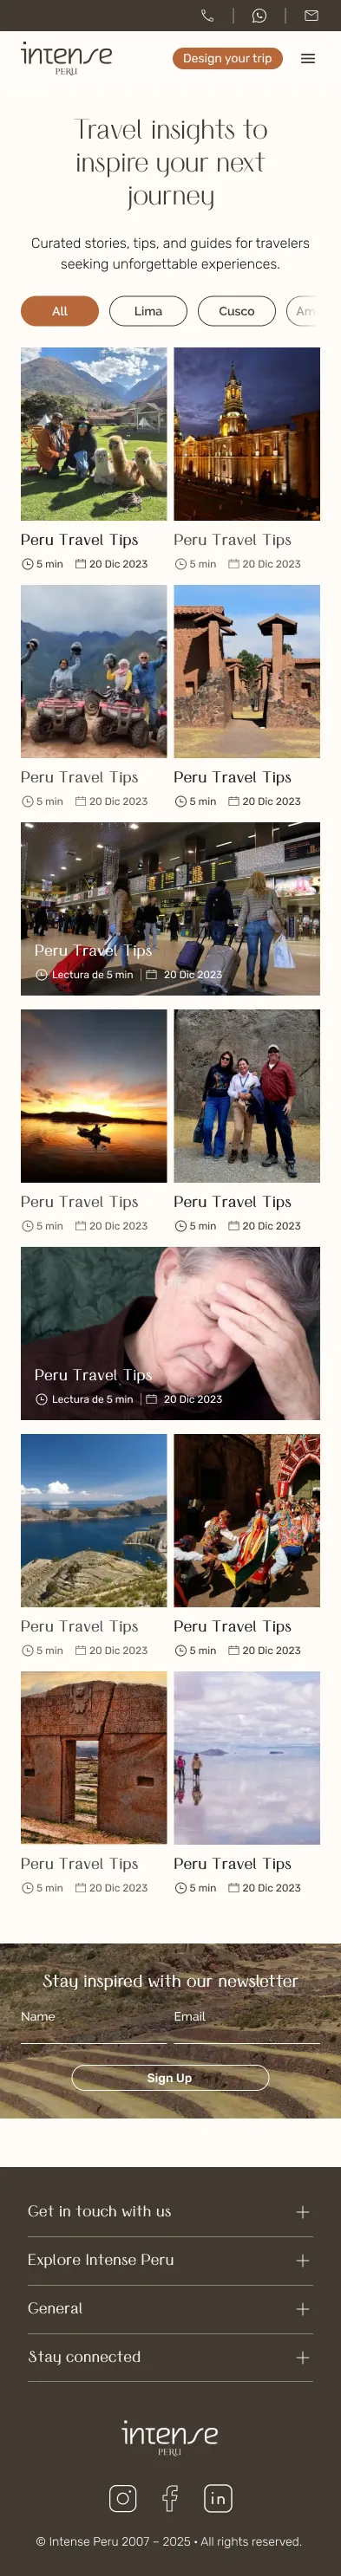 intense
PERU
Design your trip
Travel insights to
inspire your next
journey
Curated stories, tips, and guides for travelers
seeking unforgettable experiences.
All Lima Cusco Am
Peru Travel Tips
5 min 20 Dic 2023
Peru Travel Tips
5 min 20 Dic 2023
Peru Travel Tips
5 min 20 Dic 2023
Peru Travel Tips
5 min 20 Dic 2023
Peru Travel Tips
Lectura de 5 min | 20 Dic 2023
Peru Travel Tips
5 min 20 Dic 2023
Peru Travel Tips
5 min 20 Dic 2023
Peru Travel Tips
Lectura de 5 min | 20 Dic 2023
Peru Travel Tips
5 min 20 Dic 2023
Peru Travel Tips
5 min 20 Dic 2023
Peru Travel Tips
5 min 20 Dic 2023
Peru Travel Tips
5 min 20 Dic 2023
Stay inspired with our newsletter
Name Email
Sign Up
Get in touch with us
Explore Intense Peru
General
Stay connected
intense
PERU
© Intense Peru 2007 – 2025 • All rights reserved.